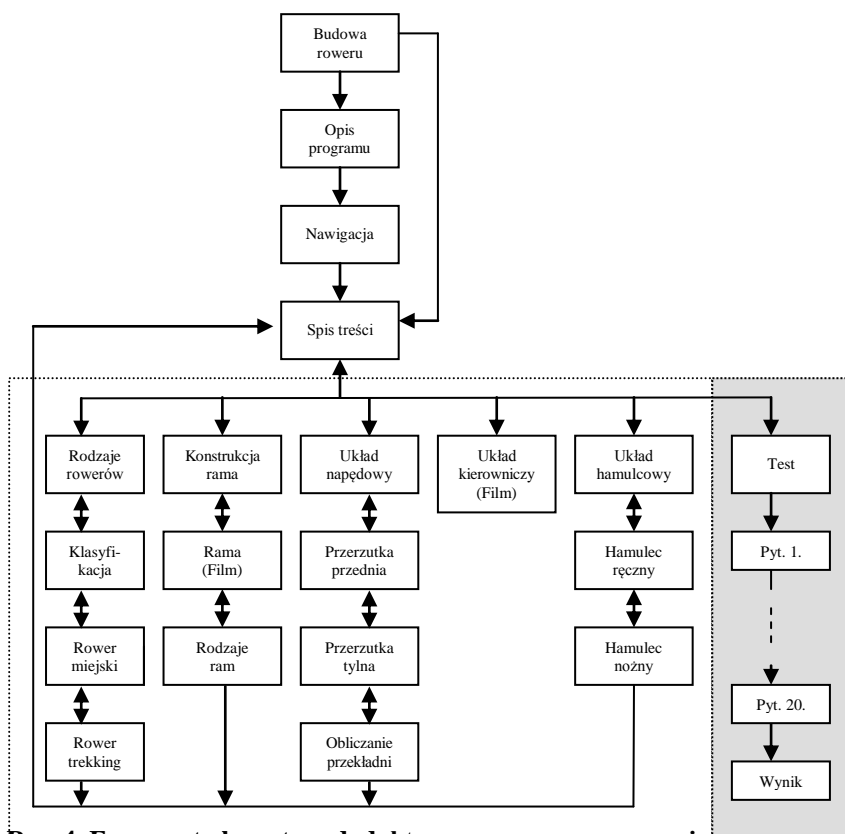 Budowa
roweru
Opis
programu
Nawigacja
Spis treści
Rodzaje
rowerów
Konstrukcja
rama
Układ
napędowy
Układ
kierowniczy
(Film)
Układ
hamulcowy
Test
Klasyfi-
kacja
Rama
(Film)
Przerzutka
przednia
Hamulec
ręczny
Pyt. 1.
Rower
miejski
Rodzaje
ram
Przerzutka
tylna
Hamulec
nożny
Pyt. 20.
Rower
trekking
Obliczanie
przekładni
Wynik